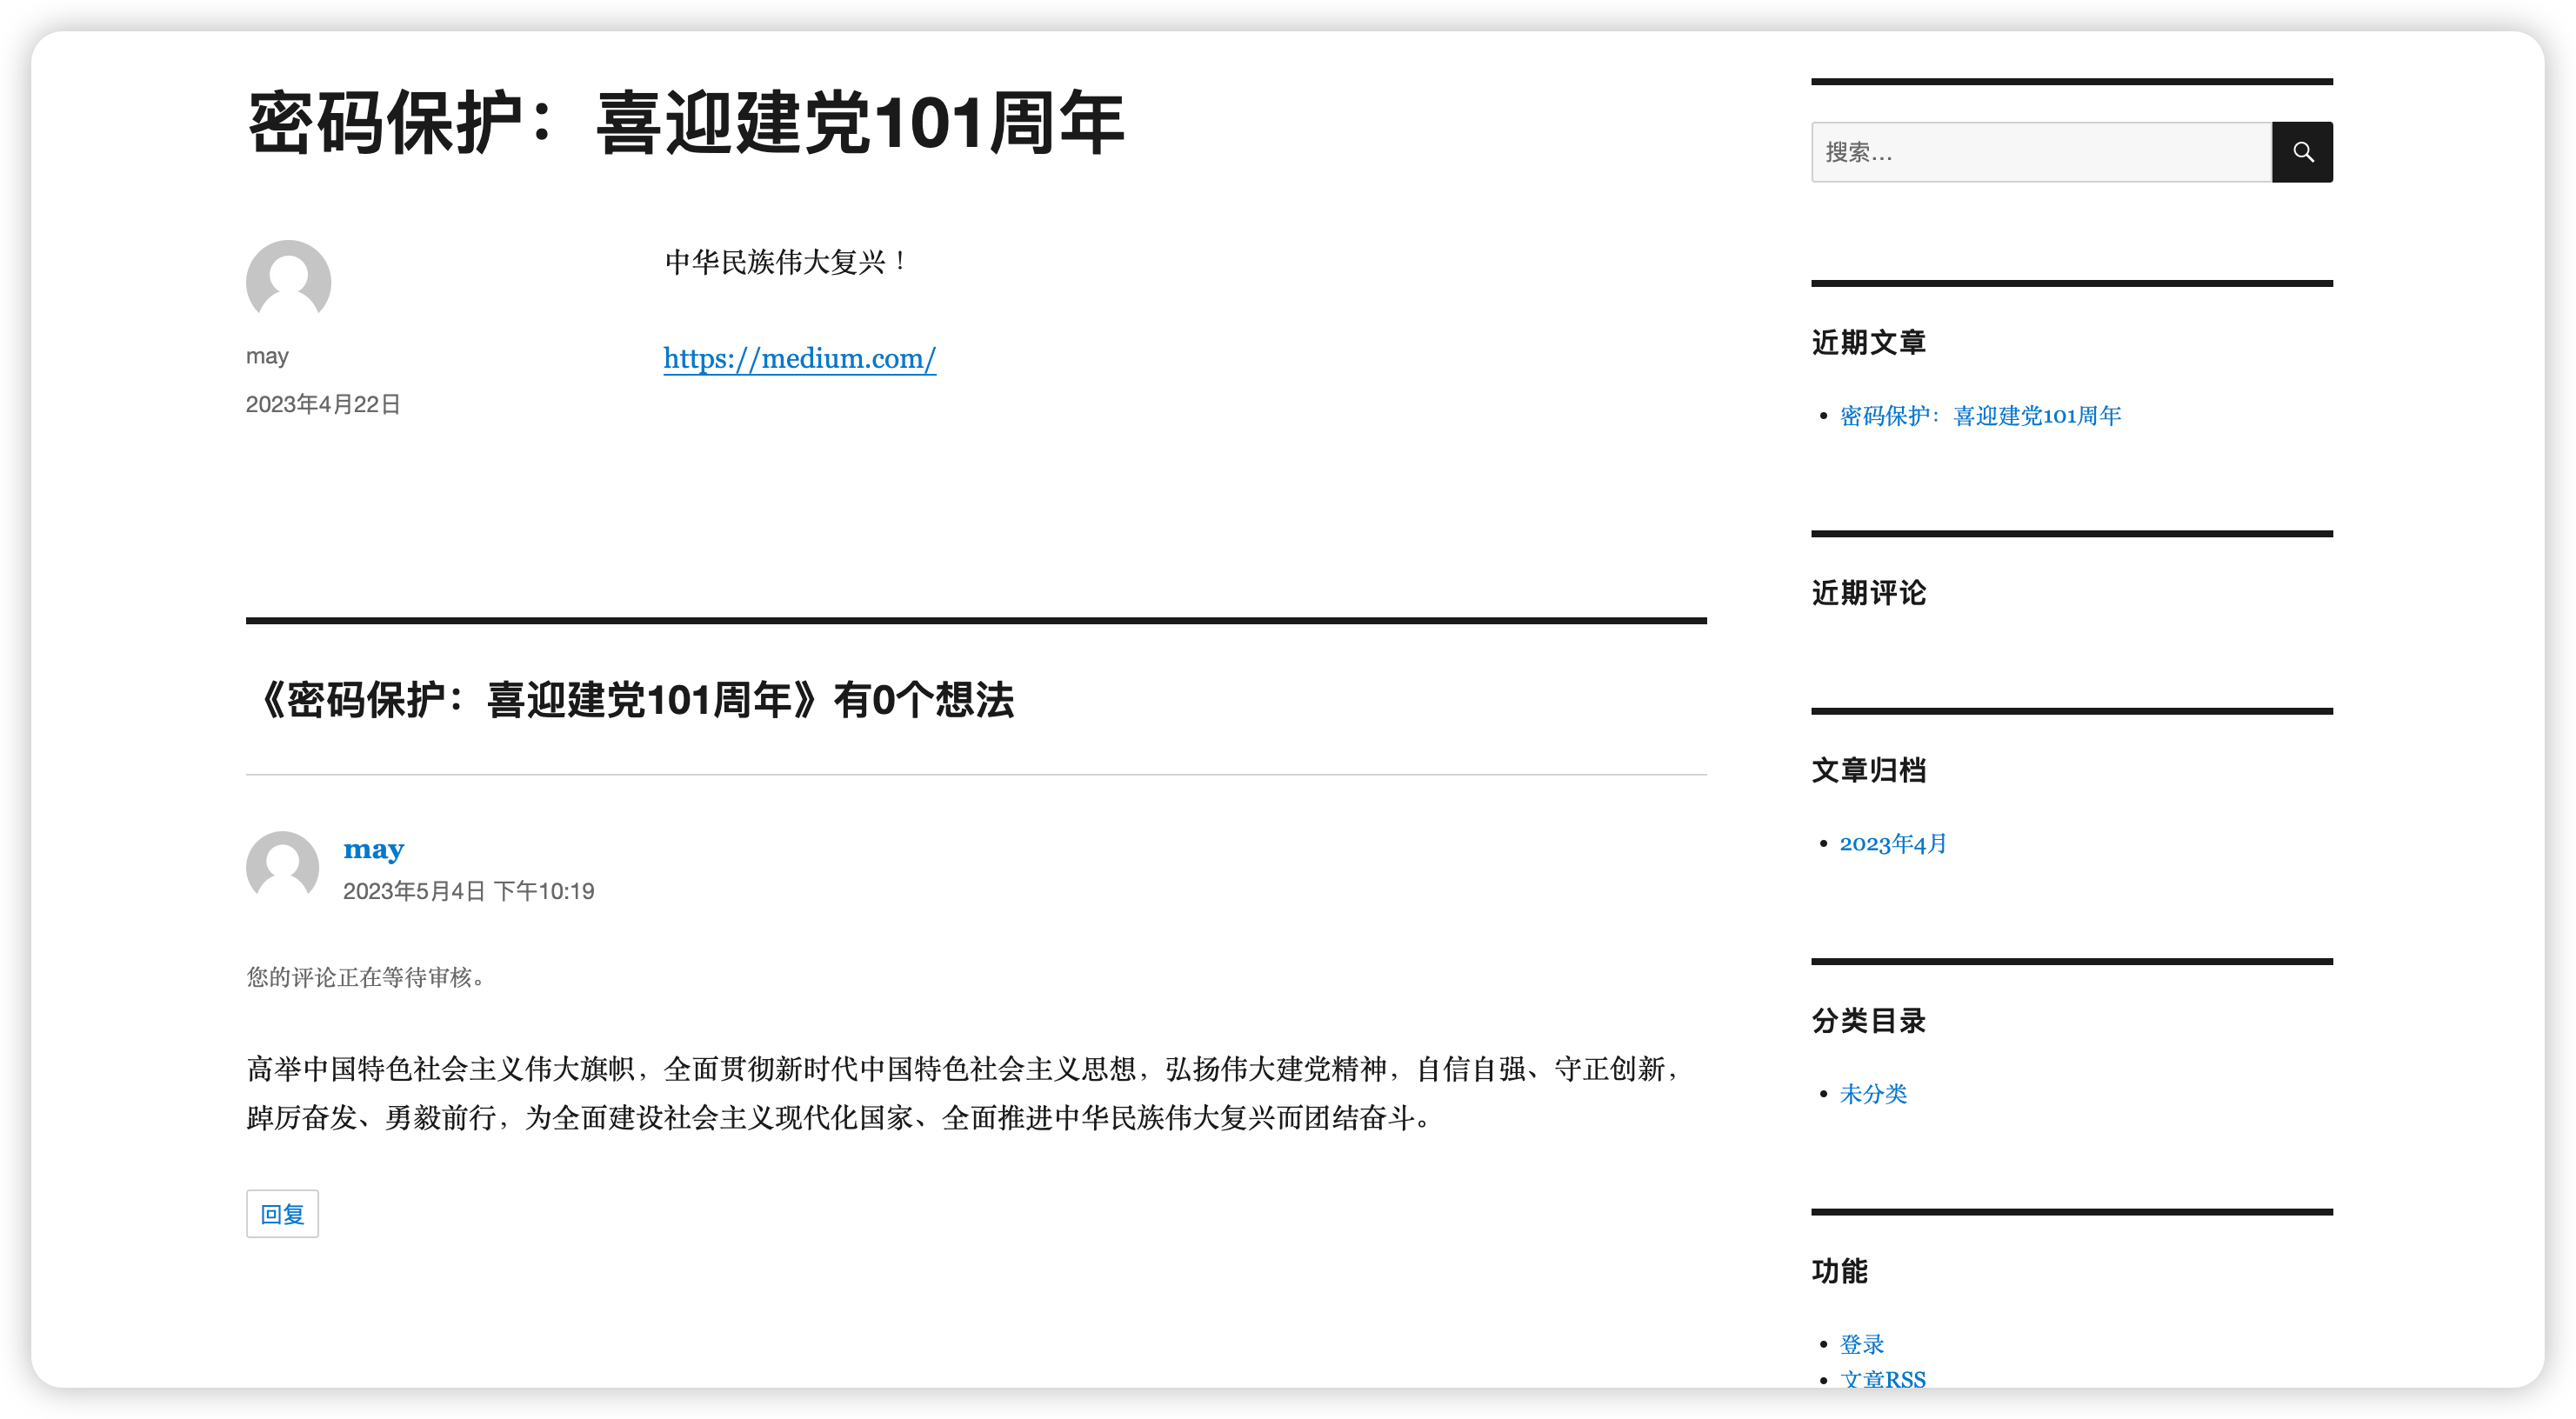 密码保护：喜迎建党101周年
may
2023年4月22日
中华民族伟大复兴！
https://medium.com/
《密码保护：喜迎建党101周年》有0个想法
may
2023年5月4日 下午10:19
您的评论正在等待审核。
高举中国特色社会主义伟大旗帜，全面贯彻新时代中国特色社会主义思想，弘扬伟大建党精神，自信自强、守正创新，
踔厉奋发、勇毅前行，为全面建设社会主义现代化国家、全面推进中华民族伟大复兴而团结奋斗。
回复
搜索…
近期文章
密码保护：喜迎建党101周年
近期评论
文章归档
2023年4月
分类目录
未分类
功能
登录
文章RSS